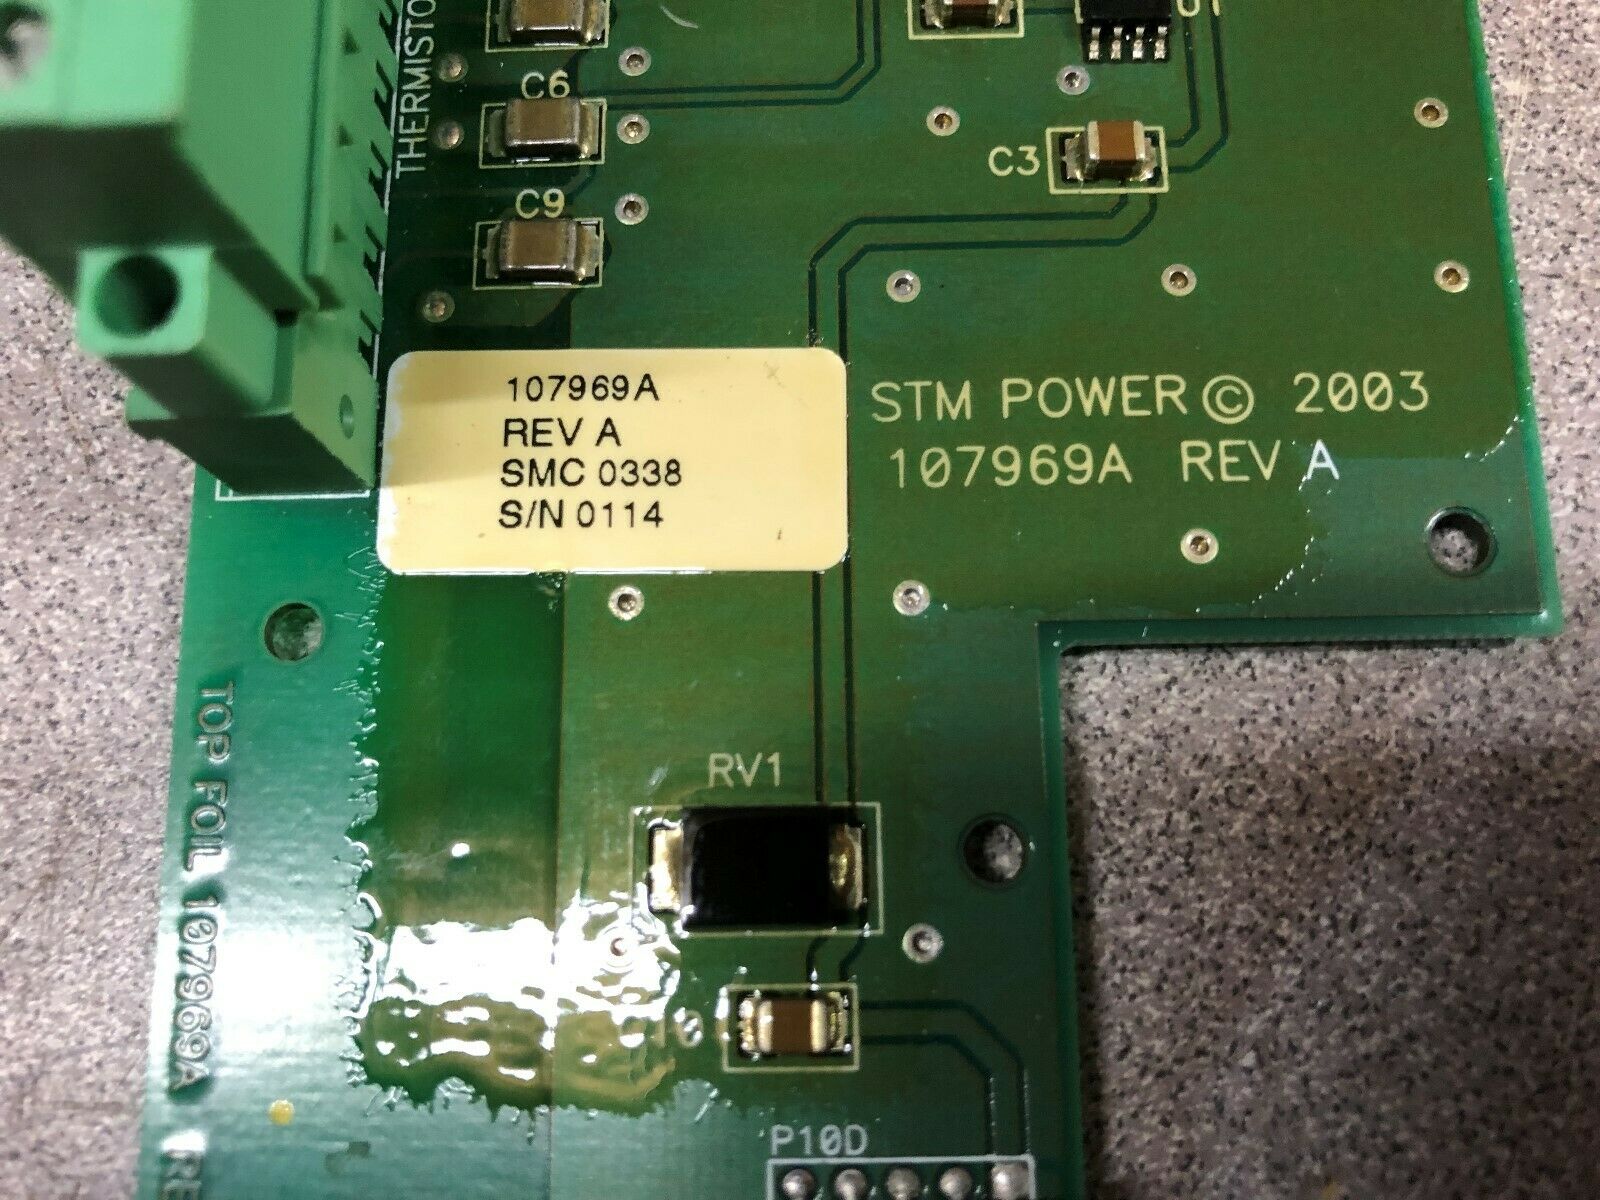 C6
C3
C9
107969A
REV A
SMC 0338
S/N 0114
STM POWER © 2003
107969A REV A
RV1
TOP FOIL 107969A
P10D